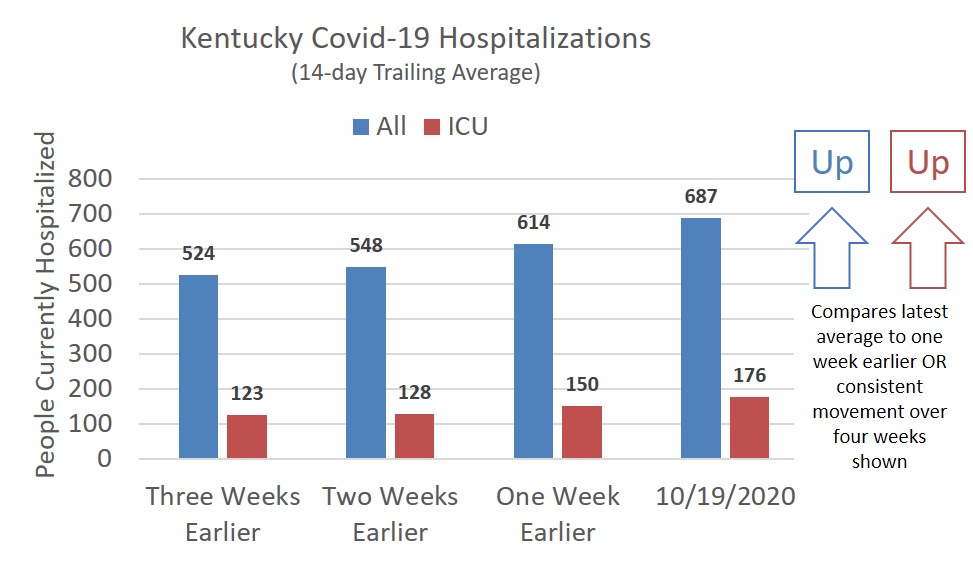 Kentucky Covid-19 Hospitalizations
(14-day Trailing Average)
All ICU
People Currently Hospitalized
800
700
600
500
400
300
200
100
0
524
123
548
128
614
150
687
176
Three Weeks
Earlier
Two Weeks
Earlier
One Week
Earlier
10/19/2020
Up
Up
Compares latest
average to one
week earlier OR
consistent
movement over
four weeks
shown